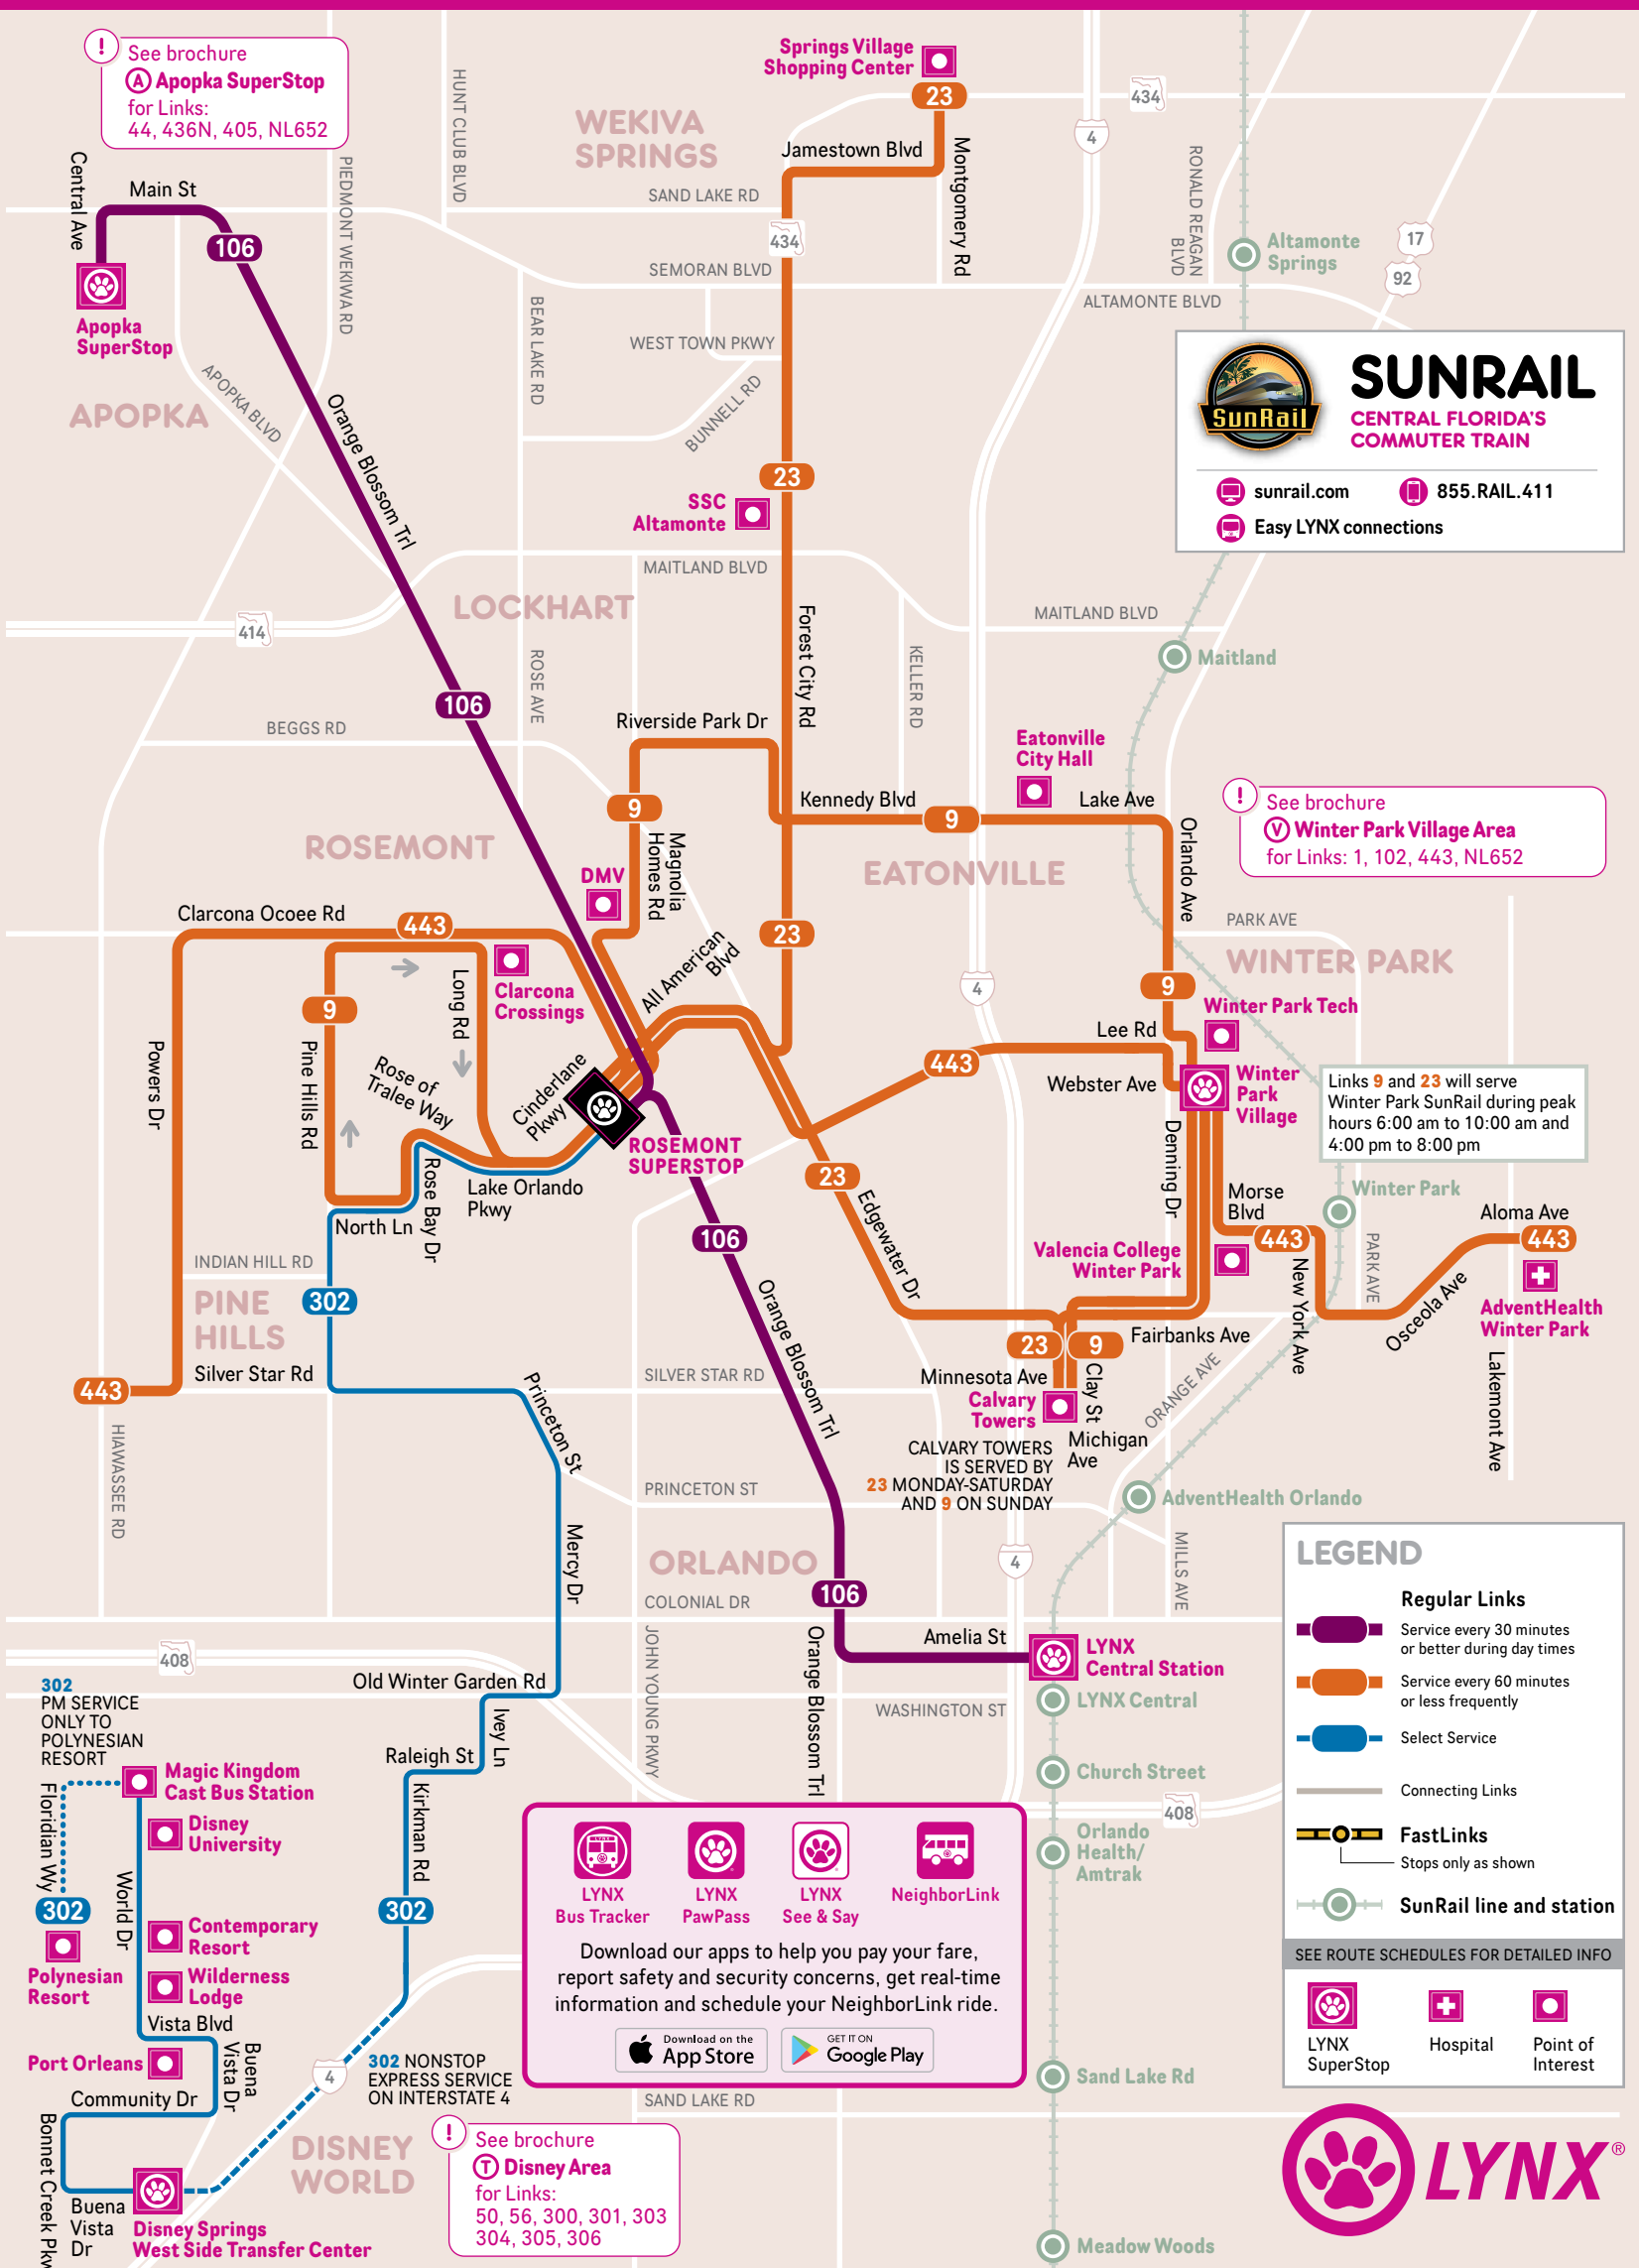 !
See brochure
A Apopka SuperStop
for Links:
44, 436N, 405, NL652
Springs Village
Shopping Center
23
434
4
HUNT CLUB BLVD
WEKIVA
SPRINGS
Jamestown Blvd
Montgomery Rd
RONALD REAGAN
BLVD
Central Ave
Main St
PIEDMONT WEKIWA RD
SAND LAKE RD
106
434
Altamonte
Springs
17
92
SEMORAN BLVD
ALTAMONTE BLVD
Apopka
SuperStop
BEAR LAKE RD
WEST TOWN PKWY
APOPKA BLVD
BUNNELL RD
APOPKA
Orange Blossom Trl
SunRail
SUNRAIL
CENTRAL FLORIDA'S
COMMUTER TRAIN
sunrail.com
855.RAIL.411
Easy LYNX connections
23
SSC
Altamonte
MAITLAND BLVD
LOCKHART
414
Forest City Rd
MAITLAND BLVD
Maitland
ROSE AVE
KELLER RD
106
BEGGS RD
Riverside Park Dr
Eatonville
City Hall
9
Kennedy Blvd
9
Lake Ave
!
See brochure
V Winter Park Village Area
for Links: 1, 102, 443, NL652
ROSEMONT
Magnolia
Homes Rd
EATONVILLE
Orlando Ave
DMV
Clarcona Ocoee Rd
443
23
PARK AVE
WINTER PARK
All American
Blvd
Long Rd
Clarcona
Crossings
9
4
9
Winter Park Tech
Powers Dr
Pine Hills Rd
Rose of
Tralee Way
Cinderlane
Pkwy
Lee Rd
443
Webster Ave
Winter
Park
Village
Links 9 and 23 will serve
Winter Park SunRail during peak
hours 6:00 am to 10:00 am and
4:00 pm to 8:00 pm
ROSEMONT
SUPERSTOP
Denning Dr
23
Rose Bay Dr
Lake Orlando
Pkwy
North Ln
Edgewater Dr
Morse
Blvd
Winter Park
Aloma Ave
106
443
443
INDIAN HILL RD
Valencia College
Winter Park
PARK AVE
PINE
HILLS
302
Orange Blossom Trl
New York Ave
Osceola Ave
AdventHealth
Winter Park
23
9
Fairbanks Ave
443
Silver Star Rd
SILVER STAR RD
Minnesota Ave
Clay St
ORANGE AVE
Lakemont Ave
Calvary
Towers
Michigan
Ave
Princeton St
HIAWASSEE RD
CALVARY TOWERS
IS SERVED BY
23 MONDAY-SATURDAY
AND 9 ON SUNDAY
PRINCETON ST
AdventHealth Orlando
Mercy Dr
ORLANDO
4
MILLS AVE
106
COLONIAL DR
LEGEND
Regular Links
Service every 30 minutes
or better during day times
Service every 60 minutes
or less frequently
Select Service
Connecting Links
FastLinks
Stops only as shown
SunRail line and station
SEE ROUTE SCHEDULES FOR DETAILED INFO
LYNX
SuperStop
Hospital
Point of
Interest
408
JOHN YOUNG PKWY
Orange Blossom Trl
Amelia St
LYNX
Central Station
302
PM SERVICE
ONLY TO
POLYNESIAN
RESORT
Old Winter Garden Rd
WASHINGTON ST
LYNX Central
Ivey Ln
Raleigh St
Magic Kingdom
Cast Bus Station
Church Street
Floridian Wy
Kirkman Rd
408
Disney
University
Orlando
Health/
Amtrak
World Dr
302
302
LYNX
Bus Tracker
LYNX
PawPass
LYNX
See & Say
NeighborLink
Contemporary
Resort
Download our apps to help you pay your fare,
report safety and security concerns, get real-time
information and schedule your NeighborLink ride.
Download on the
App Store
GET IT ON
Google Play
Polynesian
Resort
Wilderness
Lodge
Vista Blvd
Port Orleans
Buena
Vista Dr
4
302 NONSTOP
EXPRESS SERVICE
ON INTERSTATE 4
Sand Lake Rd
SAND LAKE RD
Community Dr
Bonnet Creek Pkw
DISNEY
WORLD
!
See brochure
T Disney Area
for Links:
50, 56, 300, 301, 303
304, 305, 306
Buena
Vista
Dr
Disney Springs
West Side Transfer Center
Meadow Woods
LYNX®